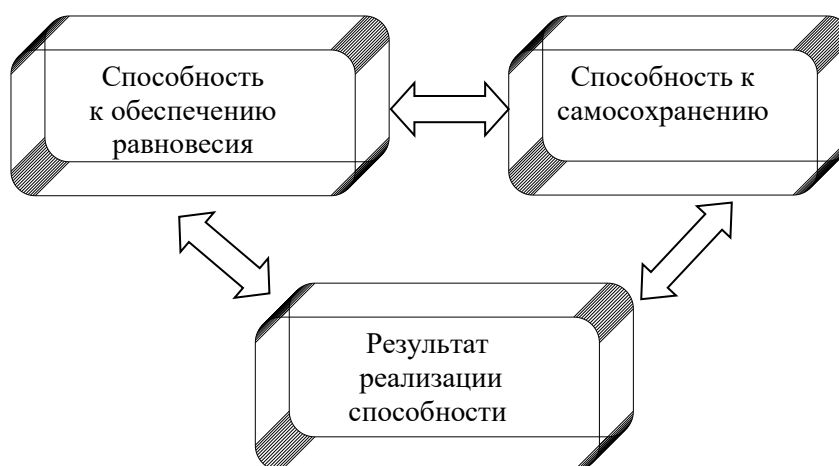 Способность
к обеспечению
равновесия
Способность к
самосохранению
Результат
реализации
способности